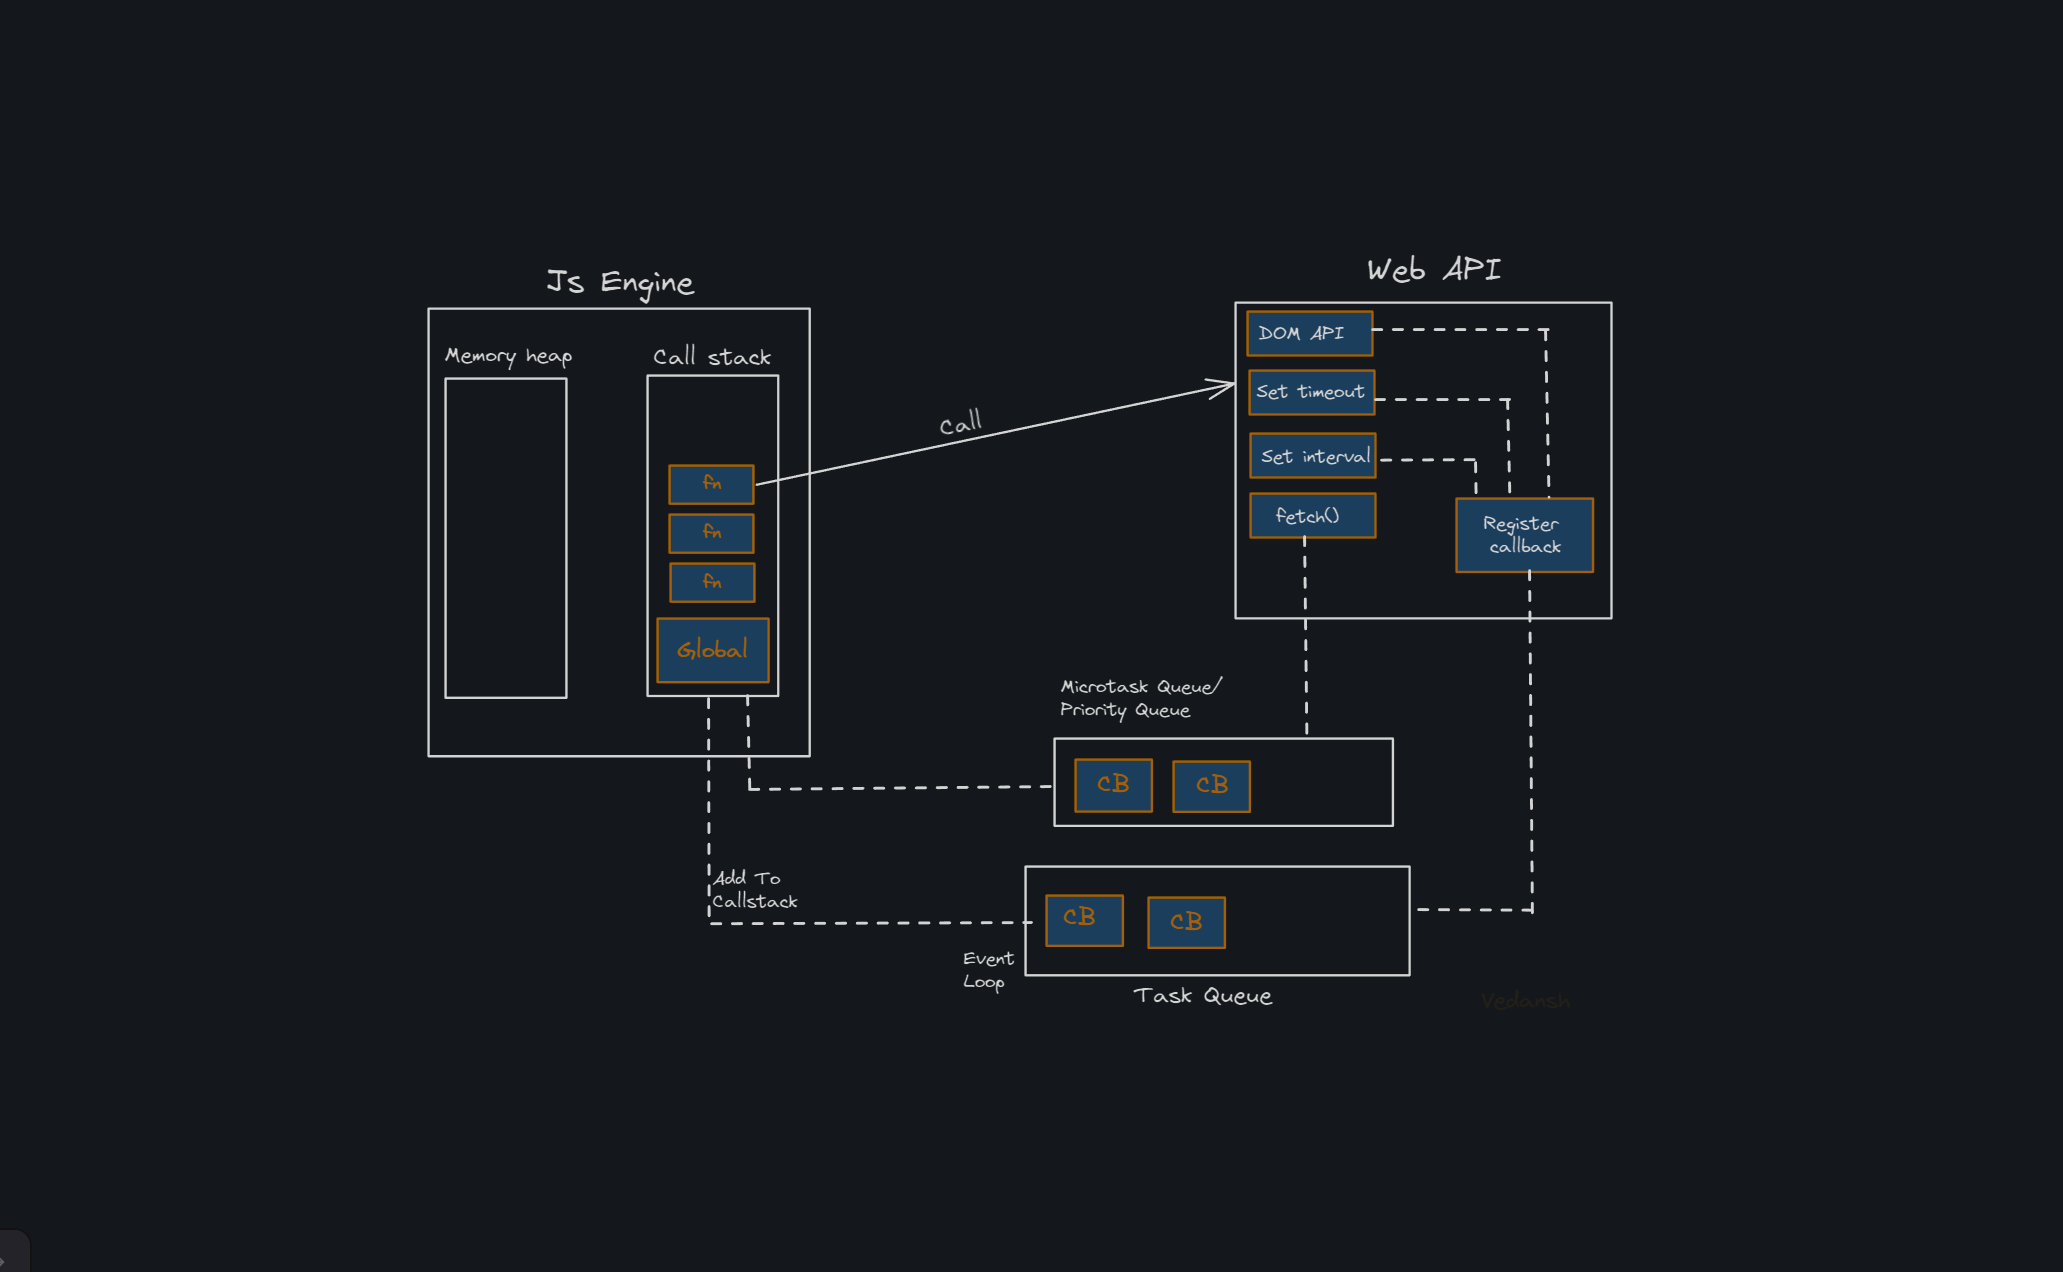 Js Engine
Memory heap
Call stack
fn
fn
fn
Global
Call
Web API
DOM API
Set timeout
Set interval
fetch()
Register
callback
Microtask Queue/
Priority Queue
CB
CB
Add To
Callstack
CB
CB
Event
Loop
Task Queue
Vedansh